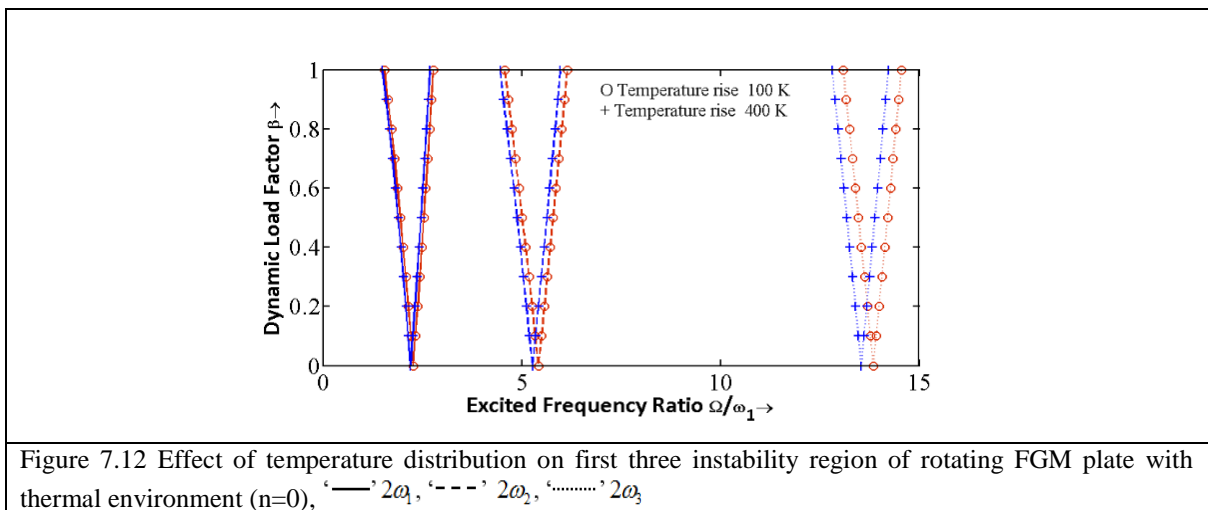 1
0.8
0.6
0.4
0.2
0
Dynamic Load Factor β→
O Temperature rise 100 K
+ Temperature rise 400 K
0 5 10 15
Excited Frequency Ratio Ω/ω₁→
Figure 7.12 Effect of temperature distribution on first three instability region of rotating FGM plate with
thermal environment (n=0), ‘——’ 2ω₁, ‘– – –’ 2ω₂, ‘..........’ 2ω₃